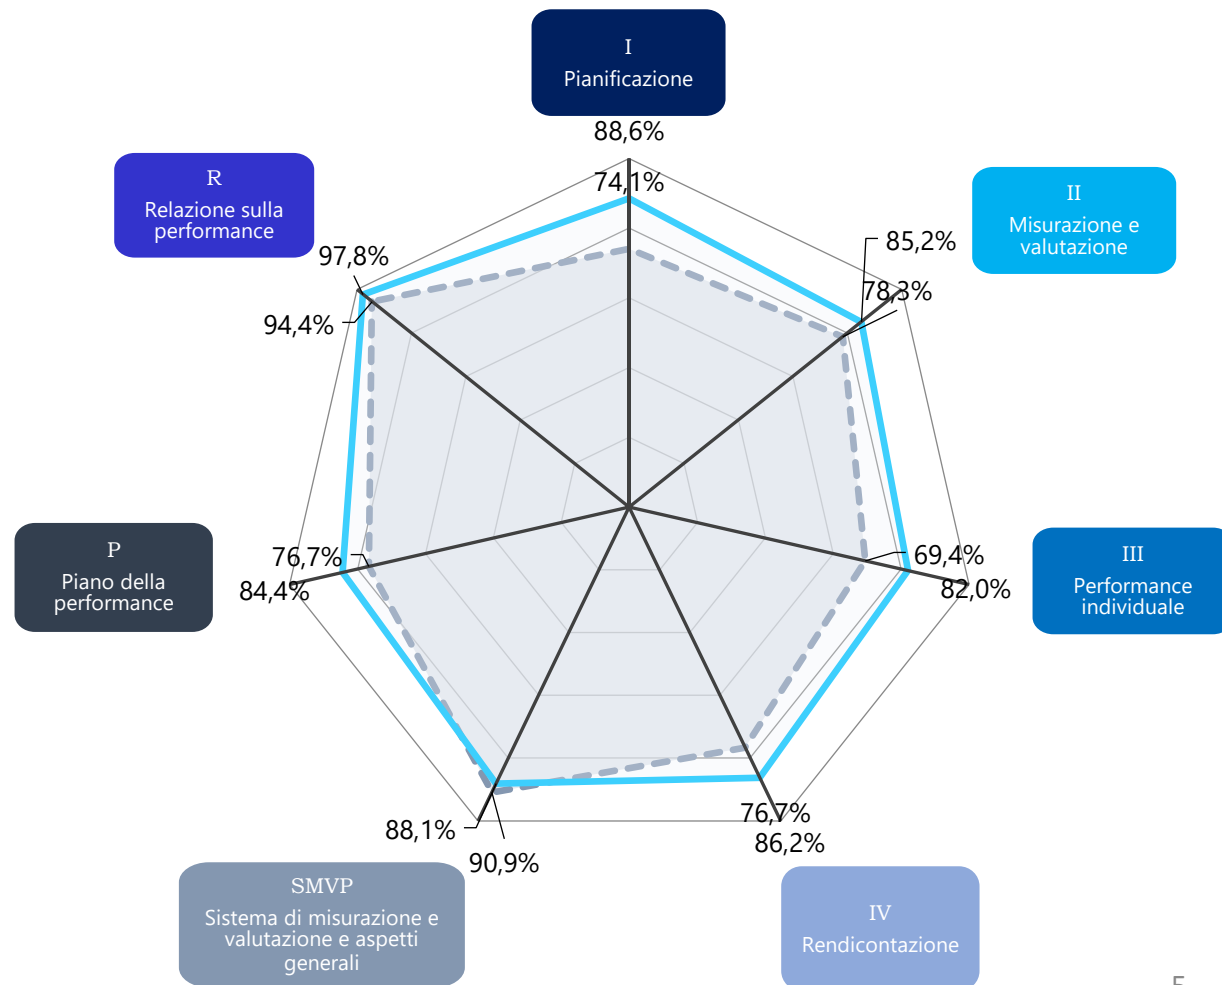 I
Pianificazione
88,6%
74,1%
R
Relazione sulla
performance
97,8%
94,4%
II
Misurazione e
valutazione
85,2%
78,3%
P
Piano della
performance
76,7%
84,4%
III
Performance
individuale
69,4%
82,0%
76,7%
86,2%
88,1%
90,9%
SMVP
Sistema di misurazione e
valutazione e aspetti
generali
IV
Rendicontazione